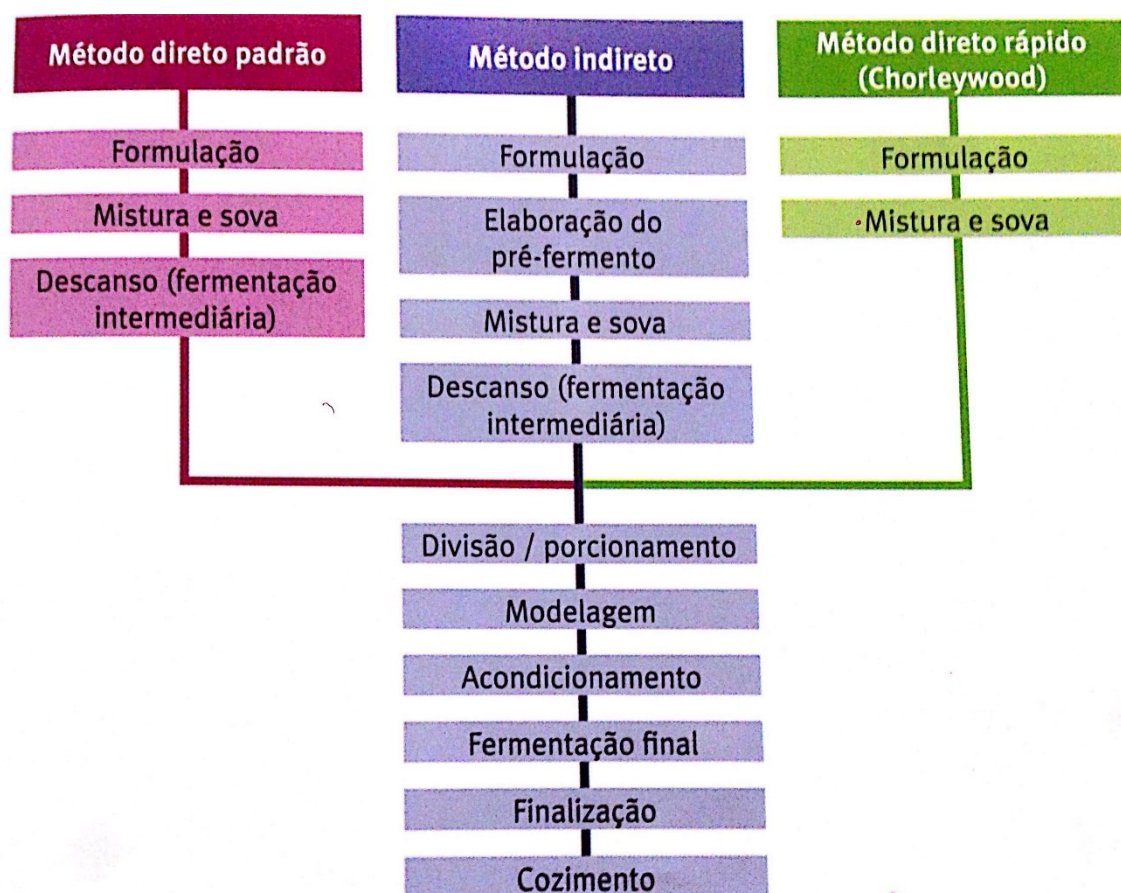 Método direto padrão
Formulação
Mistura e sova
Descanso (fermentação
intermediária)
Método indireto
Formulação
Elaboração do
pré-fermento
Mistura e sova
Descanso (fermentação
intermediária)
Método direto rápido
(Chorleywood)
Formulação
Mistura e sova
Divisão / porcionamento
Modelagem
Acondicionamento
Fermentação final
Finalização
Cozimento